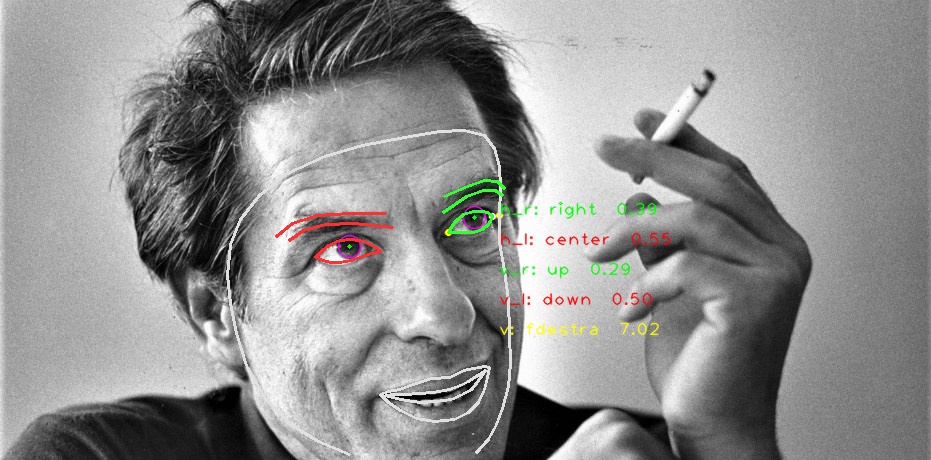 h_r: right 0.39
h_l: center 0.55
v_r: up 0.29
v_l: down 0.50
v: fdestra 7.02